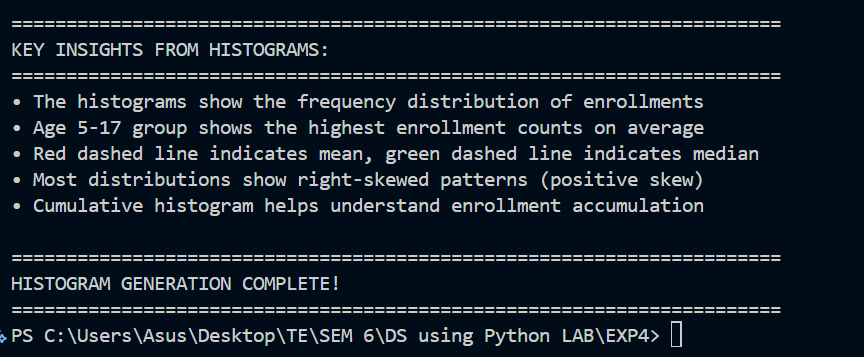 ======================================================================
KEY INSIGHTS FROM HISTOGRAMS:
======================================================================
• The histograms show the frequency distribution of enrollments
• Age 5-17 group shows the highest enrollment counts on average
• Red dashed line indicates mean, green dashed line indicates median
• Most distributions show right-skewed patterns (positive skew)
• Cumulative histogram helps understand enrollment accumulation

======================================================================
HISTOGRAM GENERATION COMPLETE!
======================================================================
PS C:\Users\Asus\Desktop\TE\SEM 6\DS using Python LAB\EXP4>